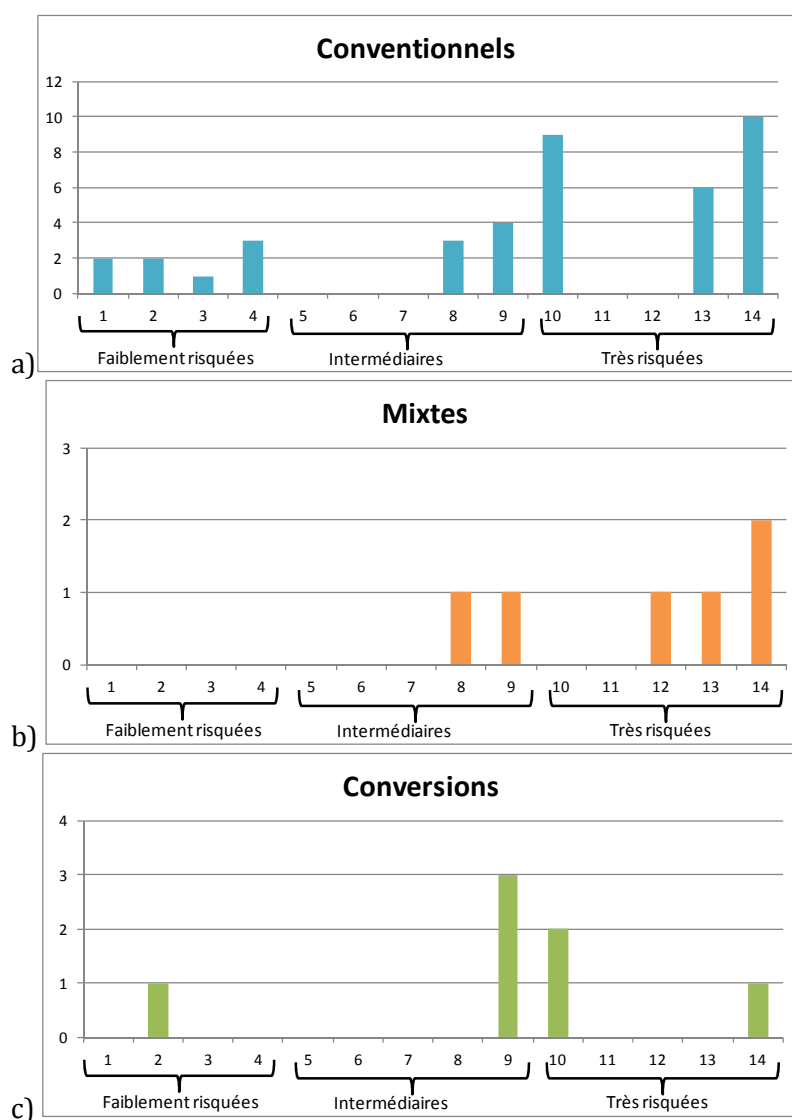 Conventionnels
12
10
8
6
4
2
0
1 2 3 4 5 6 7 8 9 10 11 12 13 14
Faiblement risquées Intermédiaires Très risquées
a)
Mixtes
3
2
1
0
1 2 3 4 5 6 7 8 9 10 11 12 13 14
Faiblement risquées Intermédiaires Très risquées
b)
Conversions
4
3
2
1
0
1 2 3 4 5 6 7 8 9 10 11 12 13 14
Faiblement risquées Intermédiaires Très risquées
c)